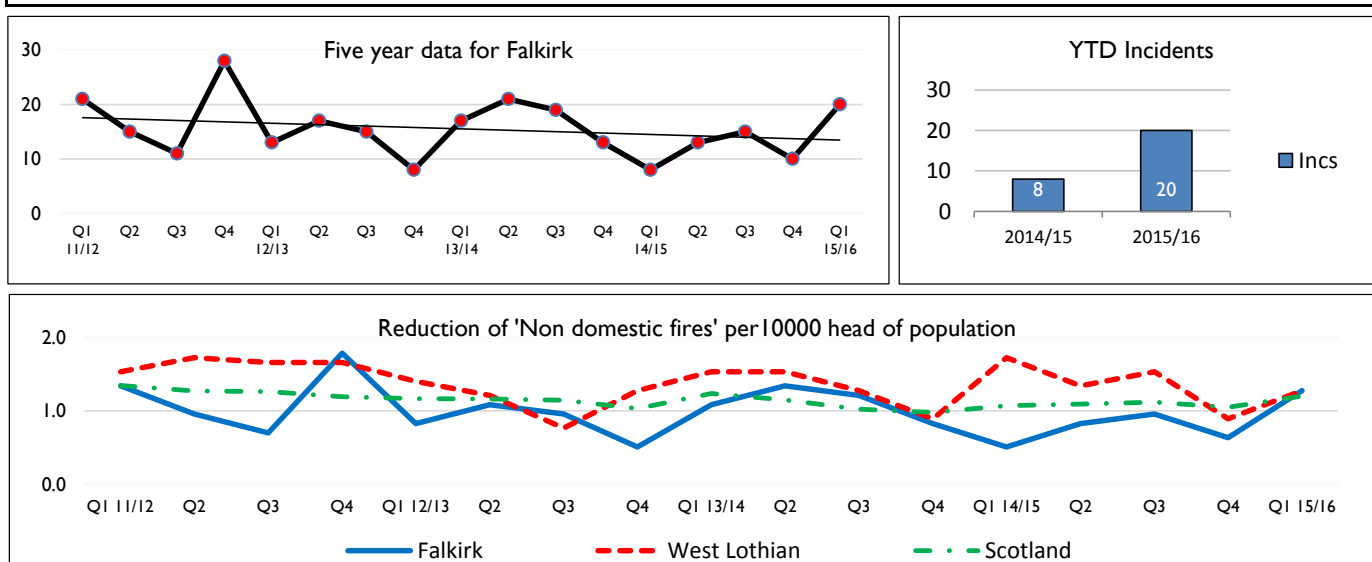 Five year data for Falkirk
30
20
10
0
Q1 Q2 Q3 Q4 Q1 Q2 Q3 Q4 Q1 Q2 Q3 Q4 Q1 Q2 Q3 Q4 Q1
11/12 12/13 13/14 14/15 15/16
YTD Incidents
30
20
10
0
8
20
Incs
2014/15 2015/16
Reduction of 'Non domestic fires' per10000 head of population
2.0
1.0
0.0
Q1 11/12 Q2 Q3 Q4 Q1 12/13 Q2 Q3 Q4 Q1 13/14 Q2 Q3 Q4 Q1 14/15 Q2 Q3 Q4 Q1 15/16
Falkirk West Lothian Scotland